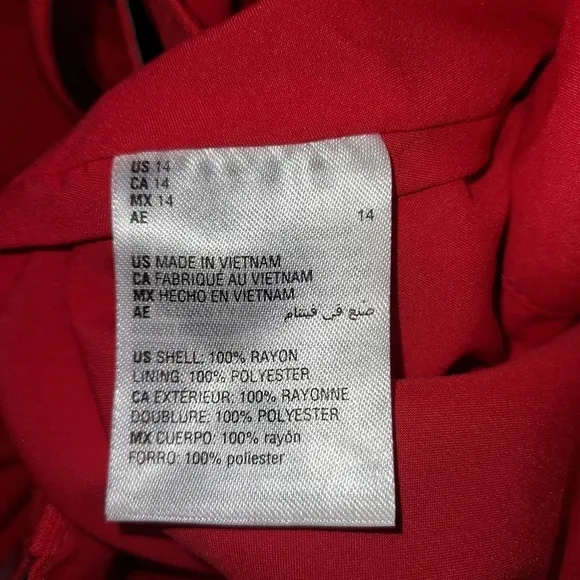 US 14
CA 14
MX 14
AE 14
US MADE IN VIETNAM
CA FABRIQUÉ AU VIETNAM
MX HECHO EN VIETNAM
AE صنع في فيتنام
US SHELL: 100% RAYON
LINING: 100% POLYESTER
CA EXTÉRIEUR: 100% RAYONNE
DOUBLURE: 100% POLYESTER
MX CUERPO: 100% rayón
FORRO: 100% poliester